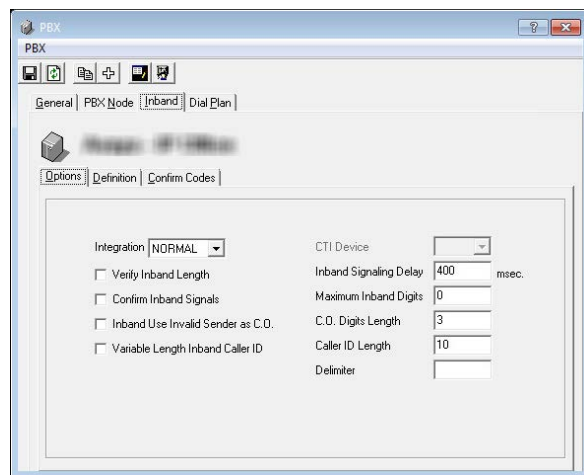 PBX
PBX
General PBX Node Inband Dial Plan
Options Definition Confirm Codes
Integration NORMAL
Verify Inband Length
Confirm Inband Signals
Inband Use Invalid Sender as C.O.
Variable Length Inband Caller ID
CTI Device
Inband Signaling Delay 400 msec.
Maximum Inband Digits 0
C.O. Digits Length 3
Caller ID Length 10
Delimiter